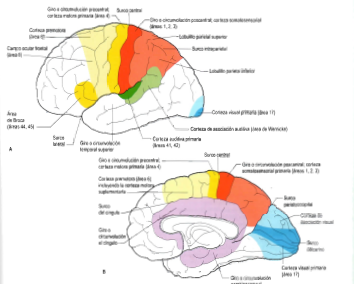 Giro o circunvolución precentral,
corteza motora primaria (área 4)
Surco central
Giro o circunvolución poscentral, corteza somatosensorial
(áreas 1, 2, 3)
Corteza premotora
(área 6)
Lobulillo parietal superior
Campo ocular frontal
(área 8)
Surco intraparietal
Lobulillo parietal inferior
Corteza visual primaria (área 17)
Área
de Broca
(áreas 44, 45)
Corteza de asociación auditiva (área de Wernicke)
Surco
lateral
Giro o circunvolución
temporal superior
Corteza auditiva primaria
(áreas 41, 42)
A
Giro o circunvolución precentral,
corteza motora primaria (área 4)
Surco central
Giro o circunvolución poscentral, corteza
somatosensorial primaria (áreas 1, 2, 3)
Corteza premotora (área 6)
incluyendo la corteza motora
suplementaria
Surco
parietooccipital
Surco
del cíngulo
Corteza de
asociación visual
Giro o
circunvolución
el cíngulo
Surco
calcarino
Corteza visual primaria
(área 17)
B
Giro o circunvolución